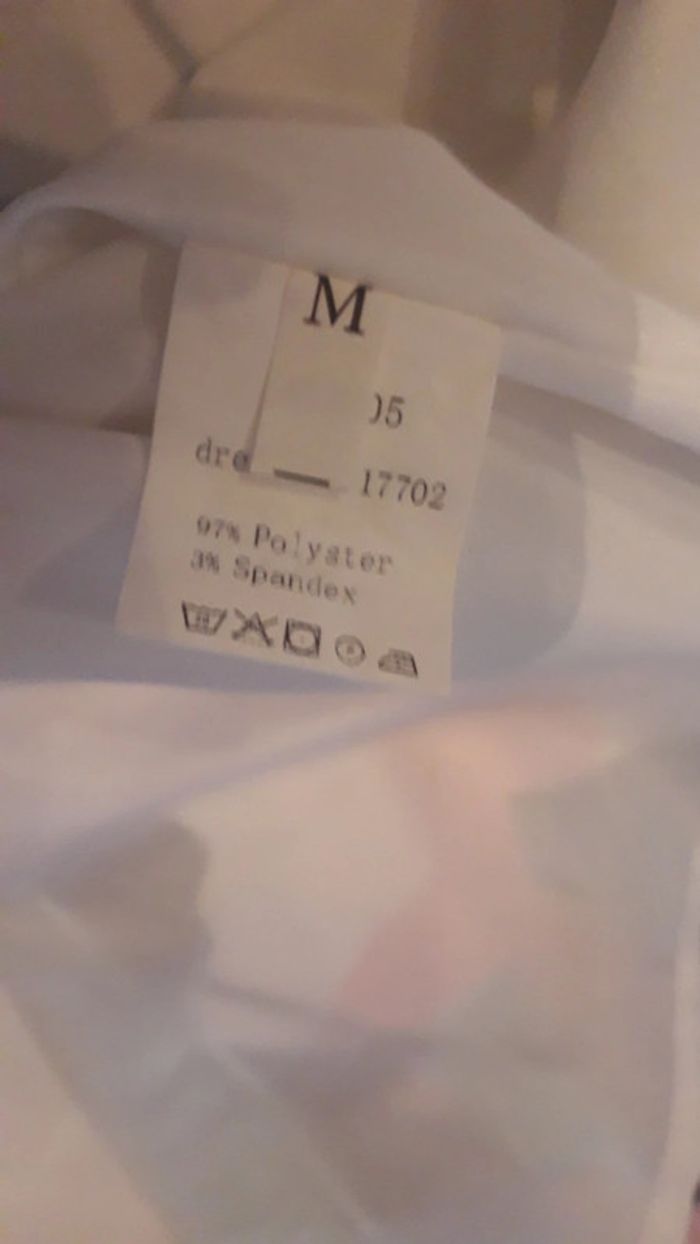 M
)5
dre 17702
97% Polyster
3% Spandex